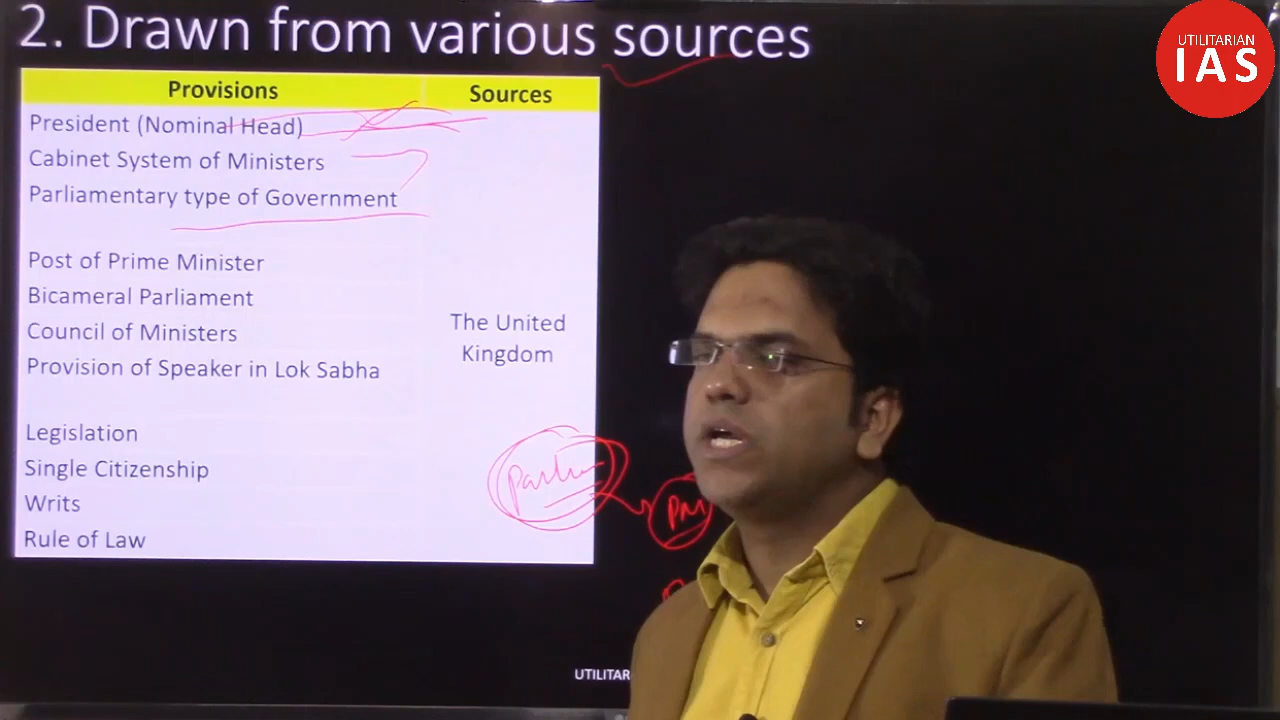 2. Drawn from various sources
UTILITARIAN
IAS
Provisions
Sources
President (Nominal Head)
Cabinet System of Ministers
Parliamentary type of Government
Post of Prime Minister
Bicameral Parliament
Council of Ministers
Provision of Speaker in Lok Sabha
The United
Kingdom
Legislation
Single Citizenship
Writs
Rule of Law
PM
UTILITAR